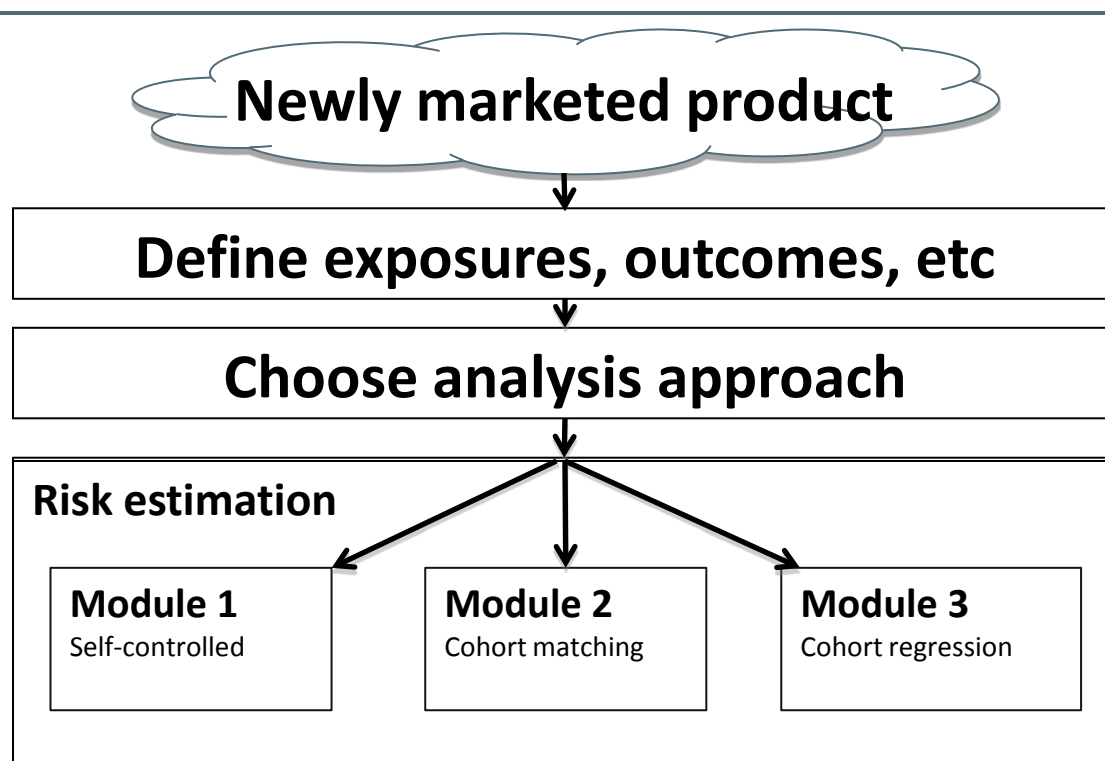 Newly marketed product
Define exposures, outcomes, etc
Choose analysis approach
Risk estimation
Module 1
Self-controlled
Module 2
Cohort matching
Module 3
Cohort regression